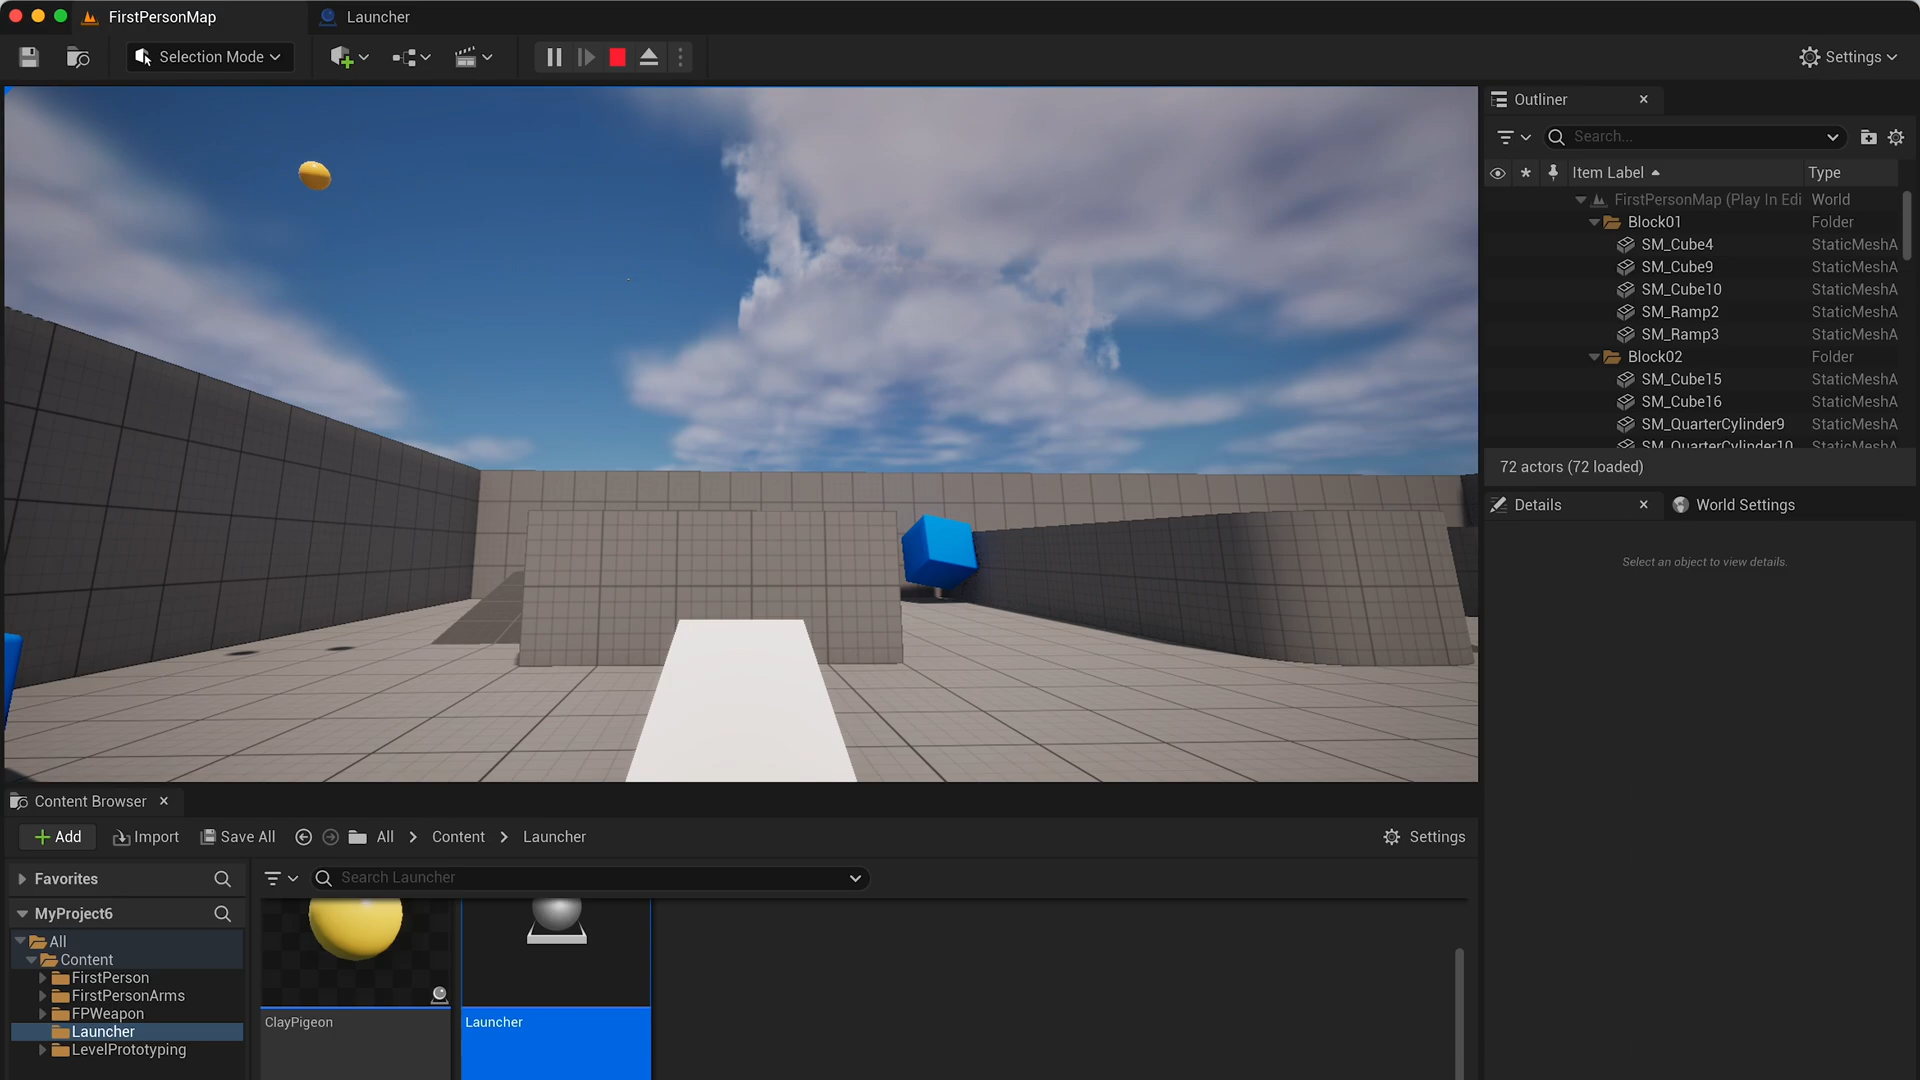 FirstPersonMap
Launcher
Selection Mode
Settings
Outliner
Search...
Item Label
Type
FirstPersonMap (Play In Edi
World
Block01
Folder
SM_Cube4
StaticMeshA
SM_Cube9
StaticMeshA
SM_Cube10
StaticMeshA
SM_Ramp2
StaticMeshA
SM_Ramp3
StaticMeshA
Block02
Folder
SM_Cube15
StaticMeshA
SM_Cube16
StaticMeshA
SM_QuarterCylinder9
StaticMeshA
SM_QuarterCylinder10
StaticMeshA
72 actors (72 loaded)
Details
World Settings
Select an object to view details.
Content Browser
Add
Import
Save All
All
Content
Launcher
Settings
Favorites
Search Launcher
MyProject6
All
Content
FirstPerson
FirstPersonArms
FPWeapon
Launcher
LevelPrototyping
ClayPigeon
Launcher